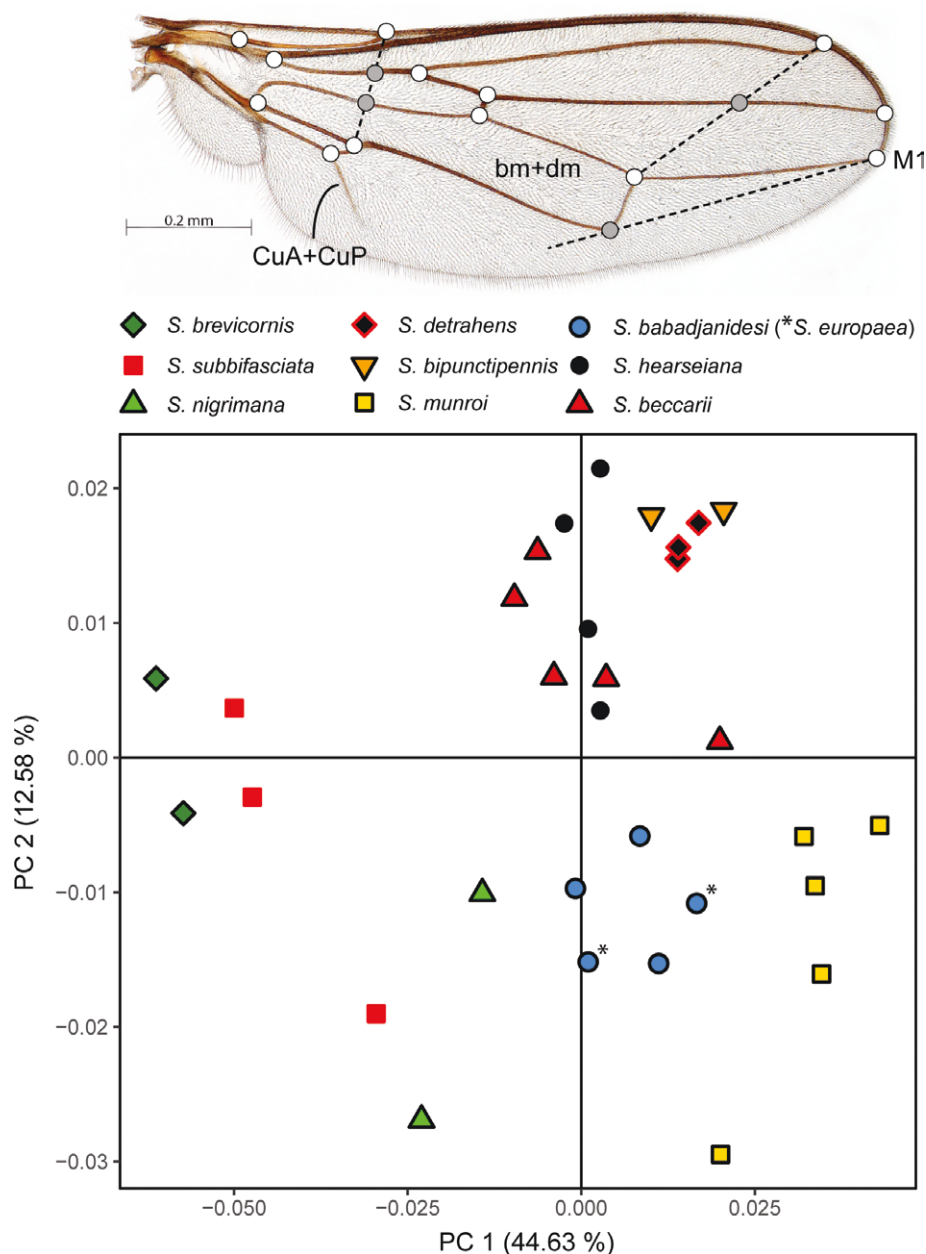 M1
bm+dm
0.2 mm
CuA+CuP
S. brevicornis
S. detrahens
S. babadjanidesi (*S. europaea)
S. subbifasciata
S. bipunctipennis
S. hearseiana
S. nigrimana
S. munroi
S. beccarii
0.02
0.01
0.00
−0.01
−0.02
−0.03
PC 2 (12.58 %)
*
*
−0.050
−0.025
0.000
0.025
PC 1 (44.63 %)